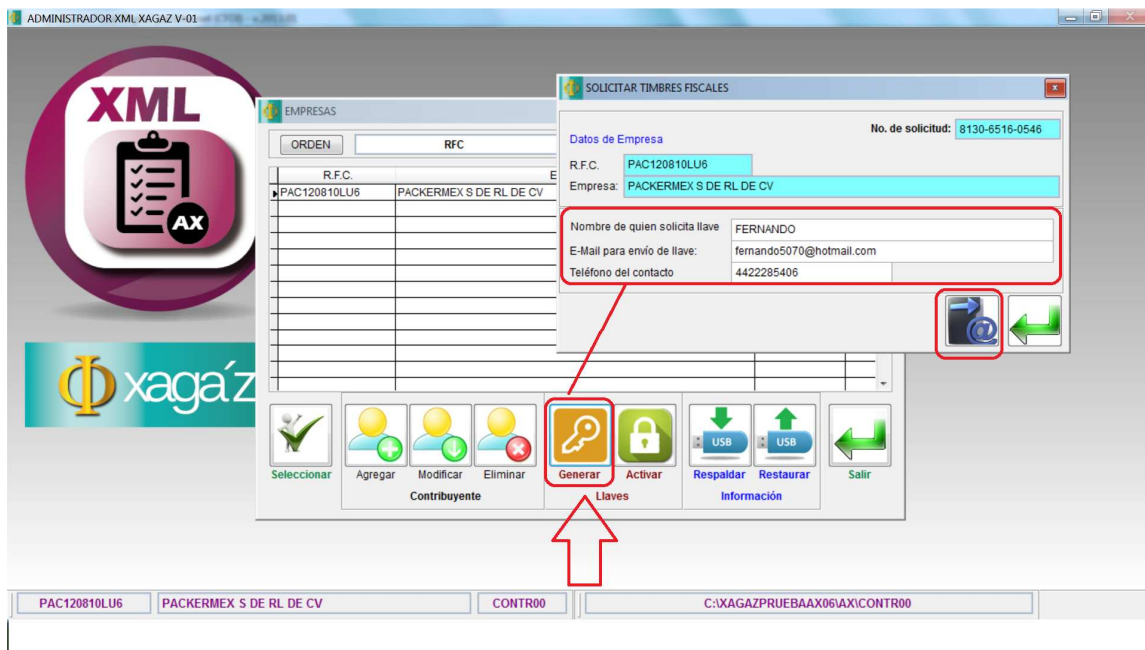 ADMINISTRADOR XML XAGAZ V-01
XML
AX
xagaz
EMPRESAS
ORDEN
RFC
R.F.C.
E
PAC120810LU6
PACKERMEX S DE RL DE CV
SOLICITAR TIMBRES FISCALES
No. de solicitud: 8130-6516-0546
Datos de Empresa
R.F.C. PAC120810LU6
Empresa: PACKERMEX S DE RL DE CV
Nombre de quien solicita llave FERNANDO
E-Mail para envío de llave: fernando5070@hotmail.com
Teléfono del contacto 4422285406
@
USB USB
Seleccionar Agregar Modificar Eliminar Generar Activar Respaldar Restaurar Salir
Contribuyente Llaves Información
PAC120810LU6 PACKERMEX S DE RL DE CV CONTR00 C:\XAGAZPRUEBAAX06\AX\CONTR00